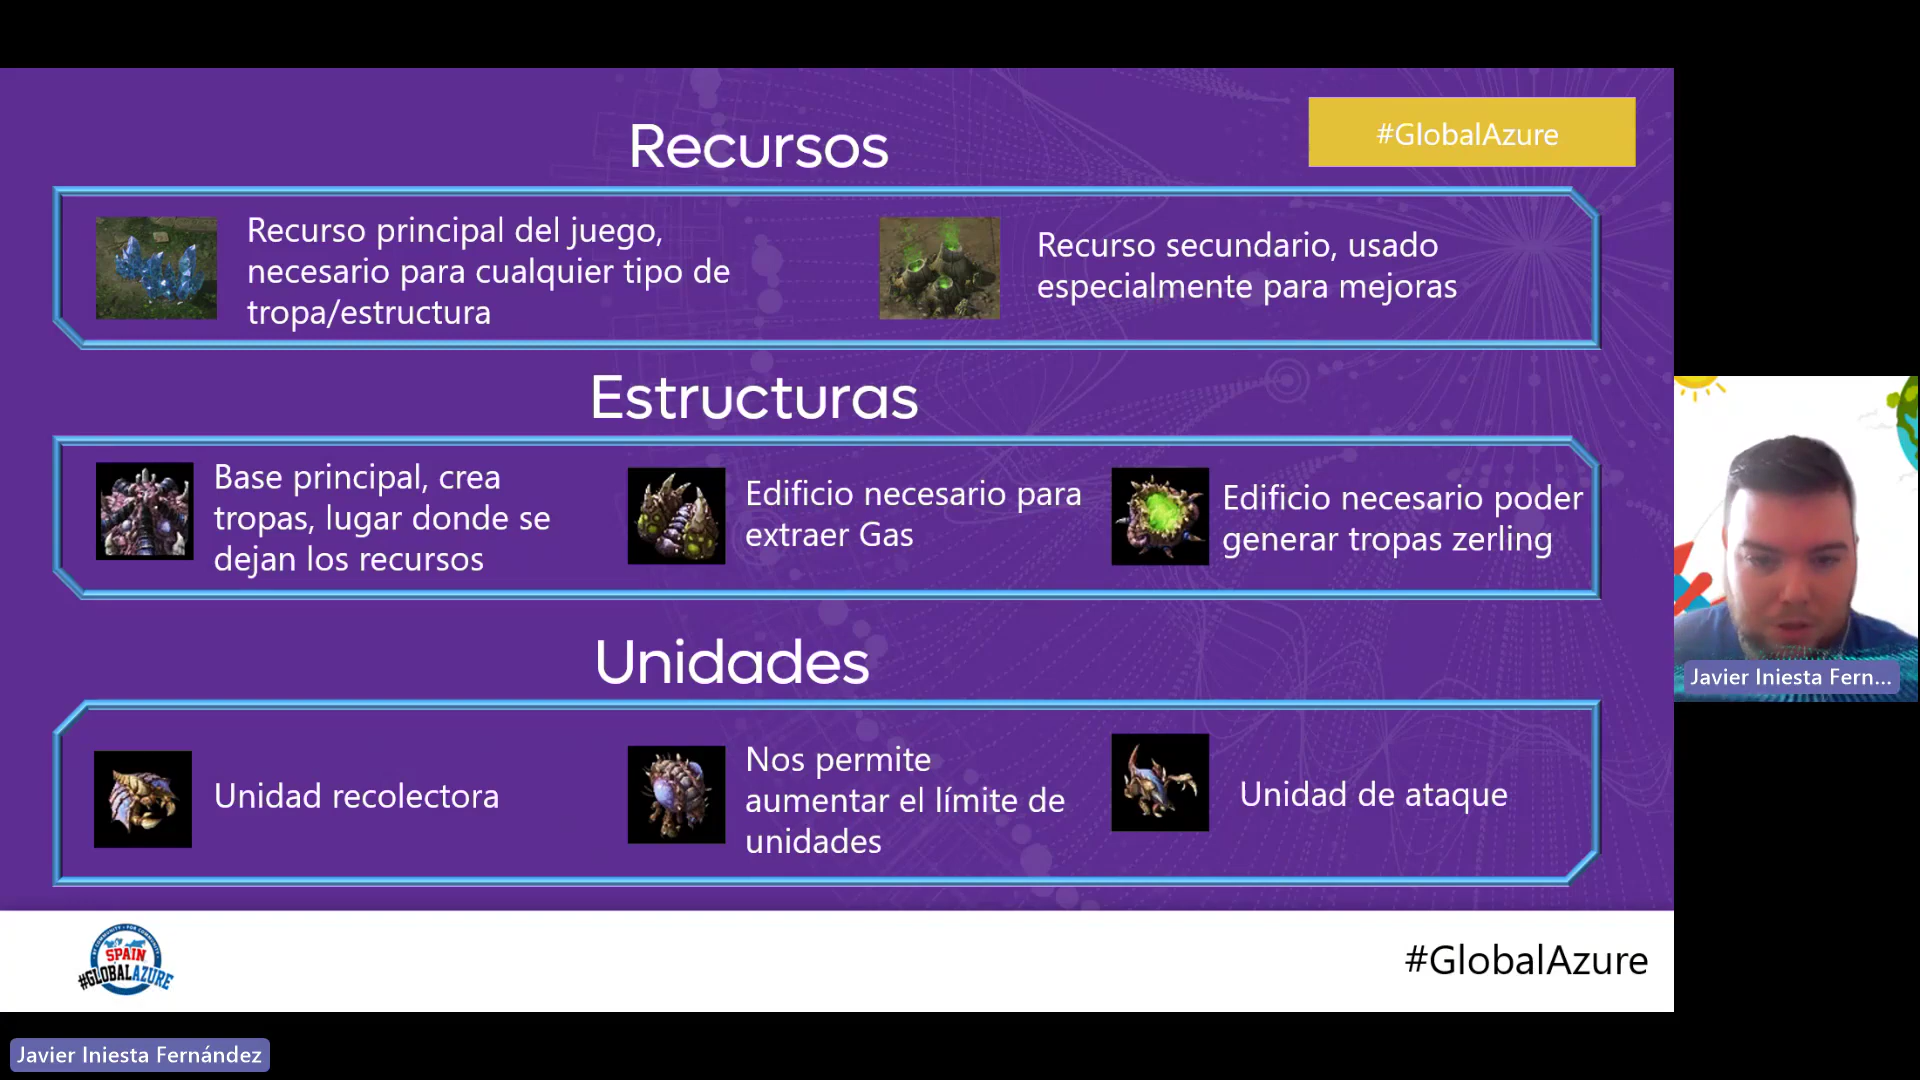 #GlobalAzure
Recursos
Recurso principal del juego,
necesario para cualquier tipo de
tropa/estructura
Recurso secundario, usado
especialmente para mejoras
Estructuras
Base principal, crea
tropas, lugar donde se
dejan los recursos
Edificio necesario para
extraer Gas
Edificio necesario poder
generar tropas zerling
Unidades
Unidad recolectora
Nos permite
aumentar el límite de
unidades
Unidad de ataque
Javier Iniesta Fern...
SPAIN
#GLOBALAZURE
#GlobalAzure
Javier Iniesta Fernández